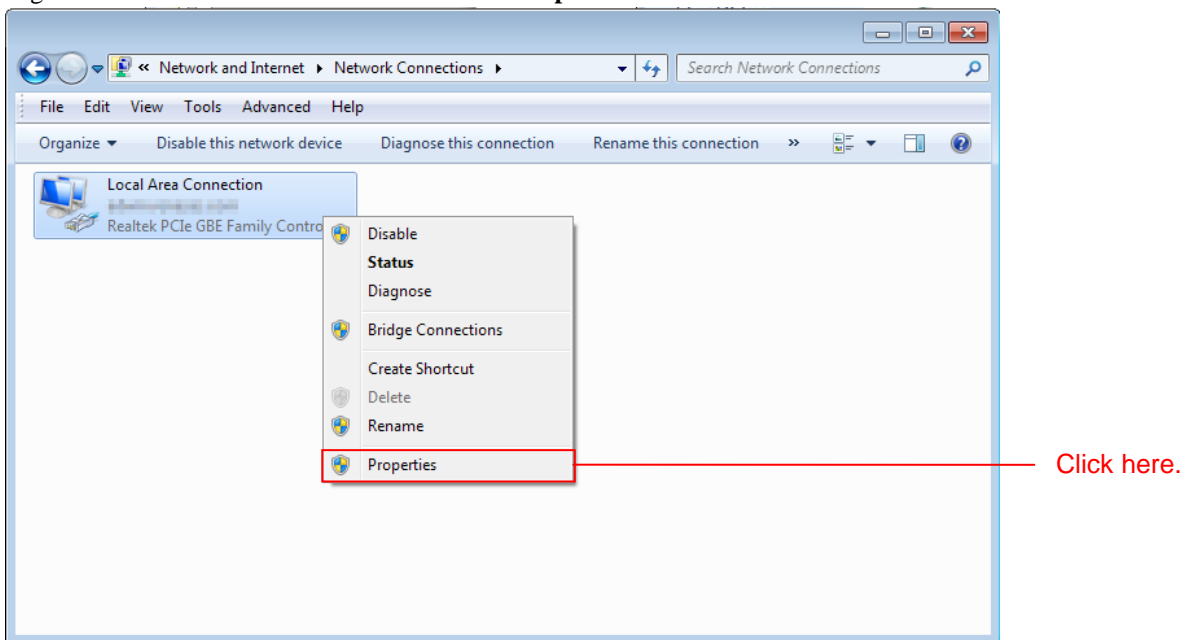 « Network and Internet ▸ Network Connections ▸ Search Network Connections
File Edit View Tools Advanced Help
Organize ▾ Disable this network device Diagnose this connection Rename this connection »
Local Area Connection
Realtek PCIe GBE Family Contro
Disable
Status
Diagnose
Bridge Connections
Create Shortcut
Delete
Rename
Properties
Click here.